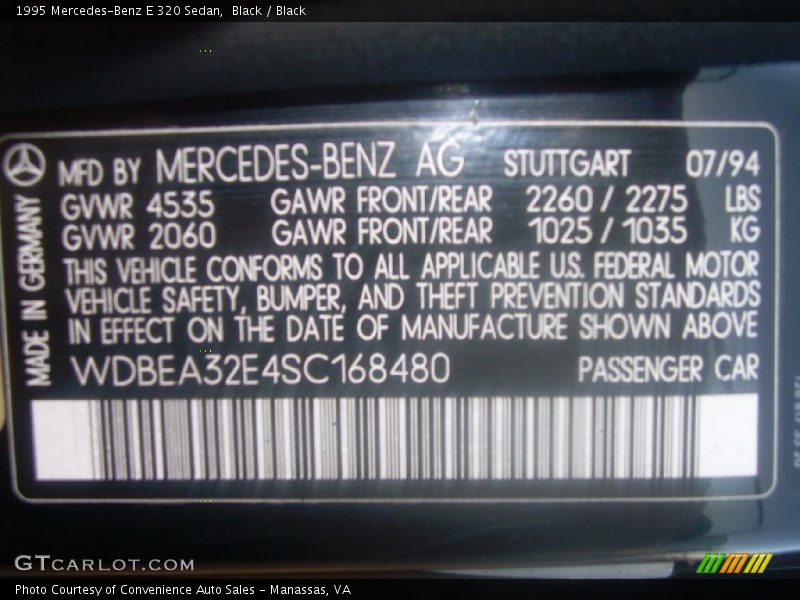 1995 Mercedes-Benz E 320 Sedan,  Black / Black
MFD BY MERCEDES-BENZ AG STUTTGART 07/94
GVWR 4535 GAWR FRONT/REAR 2260 / 2275 LBS
GVWR 2060 GAWR FRONT/REAR 1025 / 1035 KG
THIS VEHICLE CONFORMS TO ALL APPLICABLE U.S. FEDERAL MOTOR
VEHICLE SAFETY, BUMPER, AND THEFT PREVENTION STANDARDS
IN EFFECT ON THE DATE OF MANUFACTURE SHOWN ABOVE
WDBEA32E4SC168480 PASSENGER CAR
MADE IN GERMANY
GTCARLOT.COM
Photo Courtesy of Convenience Auto Sales - Manassas, VA